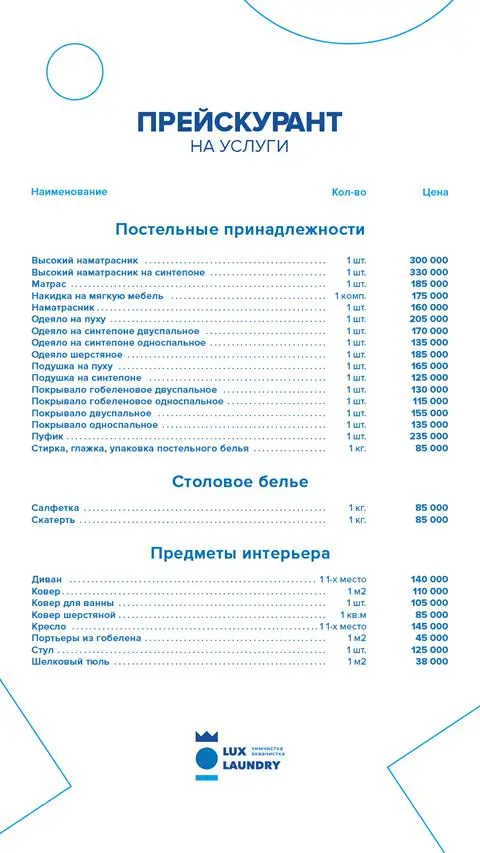 ПРЕЙСКУРАНТ
НА УСЛУГИ
Наименование Кол-во Цена
Постельные принадлежности
Высокий наматрасник 1 шт. 300 000
Высокий наматрасник на синтепоне 1 шт. 330 000
Матрас 1 шт. 185 000
Накидка на мягкую мебель 1 комп. 175 000
Наматрасник 1 шт. 160 000
Одеяло на пуху 1 шт. 205 000
Одеяло на синтепоне двуспальное 1 шт. 170 000
Одеяло на синтепоне односпальное 1 шт. 135 000
Одеяло шерстяное 1 шт. 185 000
Подушка на пуху 1 шт. 165 000
Подушка на синтепоне 1 шт. 125 000
Покрывало гобеленовое двуспальное 1 шт. 130 000
Покрывало гобеленовое односпальное 1 шт. 115 000
Покрывало двуспальное 1 шт. 155 000
Покрывало односпальное 1 шт. 135 000
Пуфик 1 шт. 235 000
Стирка, глажка, упаковка постельного белья 1 кг. 85 000
Столовое белье
Салфетка 1 кг. 85 000
Скатерть 1 кг. 85 000
Предметы интерьера
Диван 1 1-х место 140 000
Ковер 1 м2 110 000
Ковер для ванны 1 шт. 105 000
Ковер шерстяной 1 кв.м 85 000
Кресло 1 1-х место 145 000
Портьеры из гобелена 1 м2 45 000
Стул 1 шт. 125 000
Шелковый тюль 1 м2 38 000
LUX химчистка
аквачистка
LAUNDRY